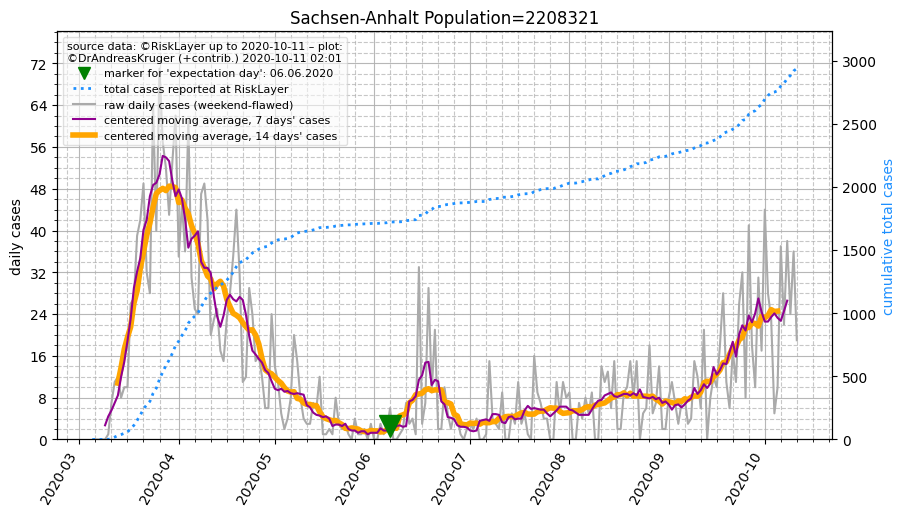 Sachsen-Anhalt Population=2208321
source data: ©RiskLayer up to 2020-10-11 – plot:
©DrAndreasKruger (+contrib.) 2020-10-11 02:01
marker for 'expectation day': 06.06.2020
total cases reported at RiskLayer
raw daily cases (weekend-flawed)
centered moving average, 7 days' cases
centered moving average, 14 days' cases
daily cases
72
64
56
48
40
32
24
16
8
0
3000
2500
2000
1500
1000
500
0
cumulative total cases
2020-03
2020-04
2020-05
2020-06
2020-07
2020-08
2020-09
2020-10